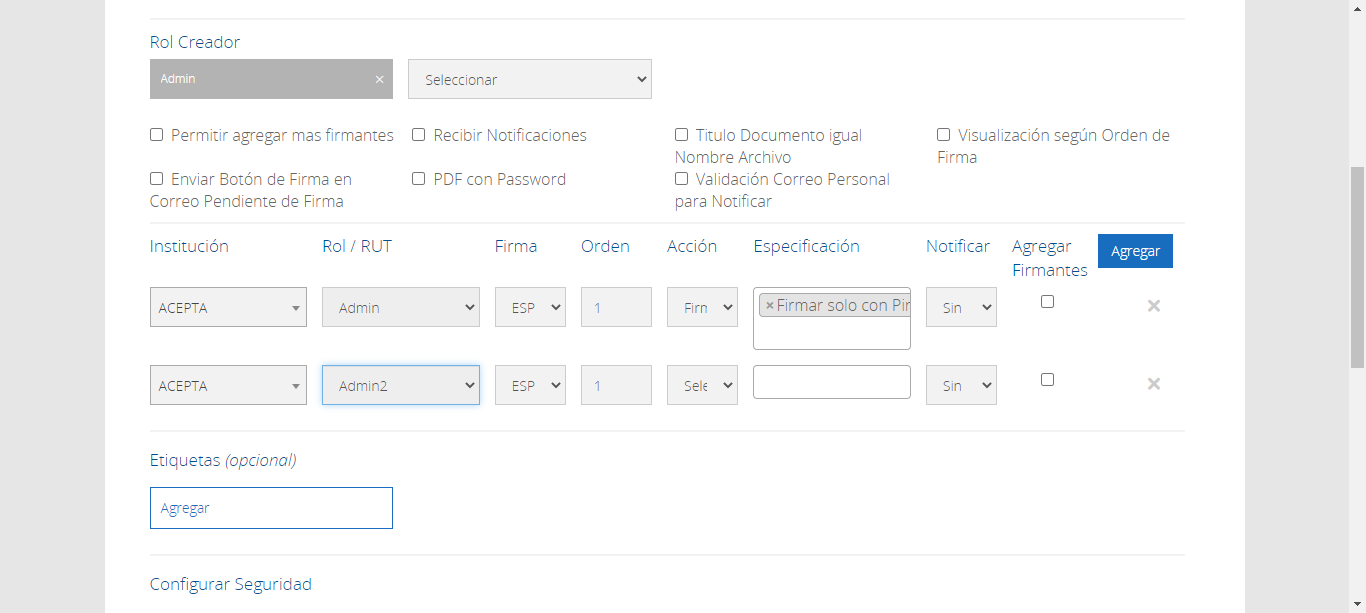 Rol Creador
Admin × Seleccionar
Permitir agregar mas firmantes
Recibir Notificaciones
Titulo Documento igual
Nombre Archivo
Visualización según Orden de
Firma
Enviar Botón de Firma en
Correo Pendiente de Firma
PDF con Password
Validación Correo Personal
para Notificar
Institución Rol / RUT Firma Orden Acción Especificación Notificar Agregar Firmantes Agregar
ACEPTA Admin ESP 1 Firn × Firmar solo con Pin Sin ×
ACEPTA Admin2 ESP 1 Sele Sin ×
Etiquetas (opcional)
Agregar
Configurar Seguridad